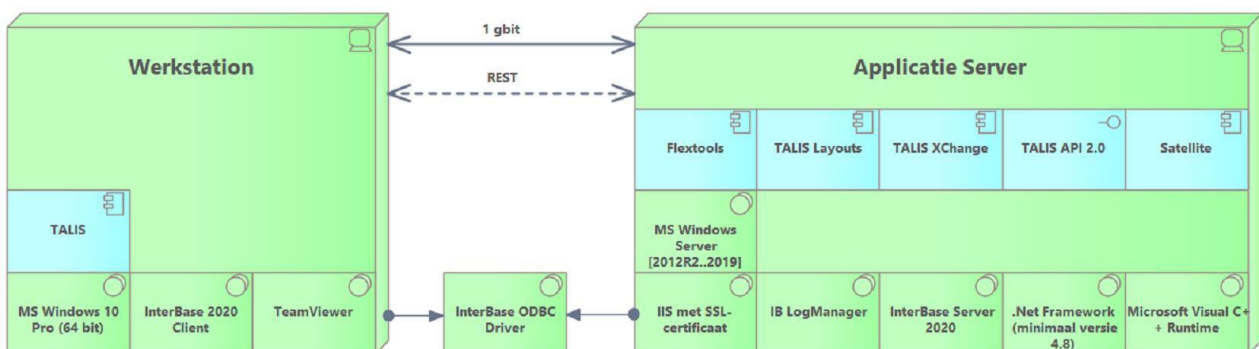 1 gbit
Werkstation
Applicatie Server
REST
Flextools
TALIS Layouts
TALIS XChange
TALIS API 2.0
Satellite
TALIS
MS Windows
Server
[2012R2..2019]
MS Windows 10
Pro (64 bit)
InterBase 2020
Client
TeamViewer
InterBase ODBC
Driver
IIS met SSL-
certificaat
IB LogManager
InterBase Server
2020
.Net Framework
(minimaal versie
4.8)
Microsoft Visual C+
+ Runtime